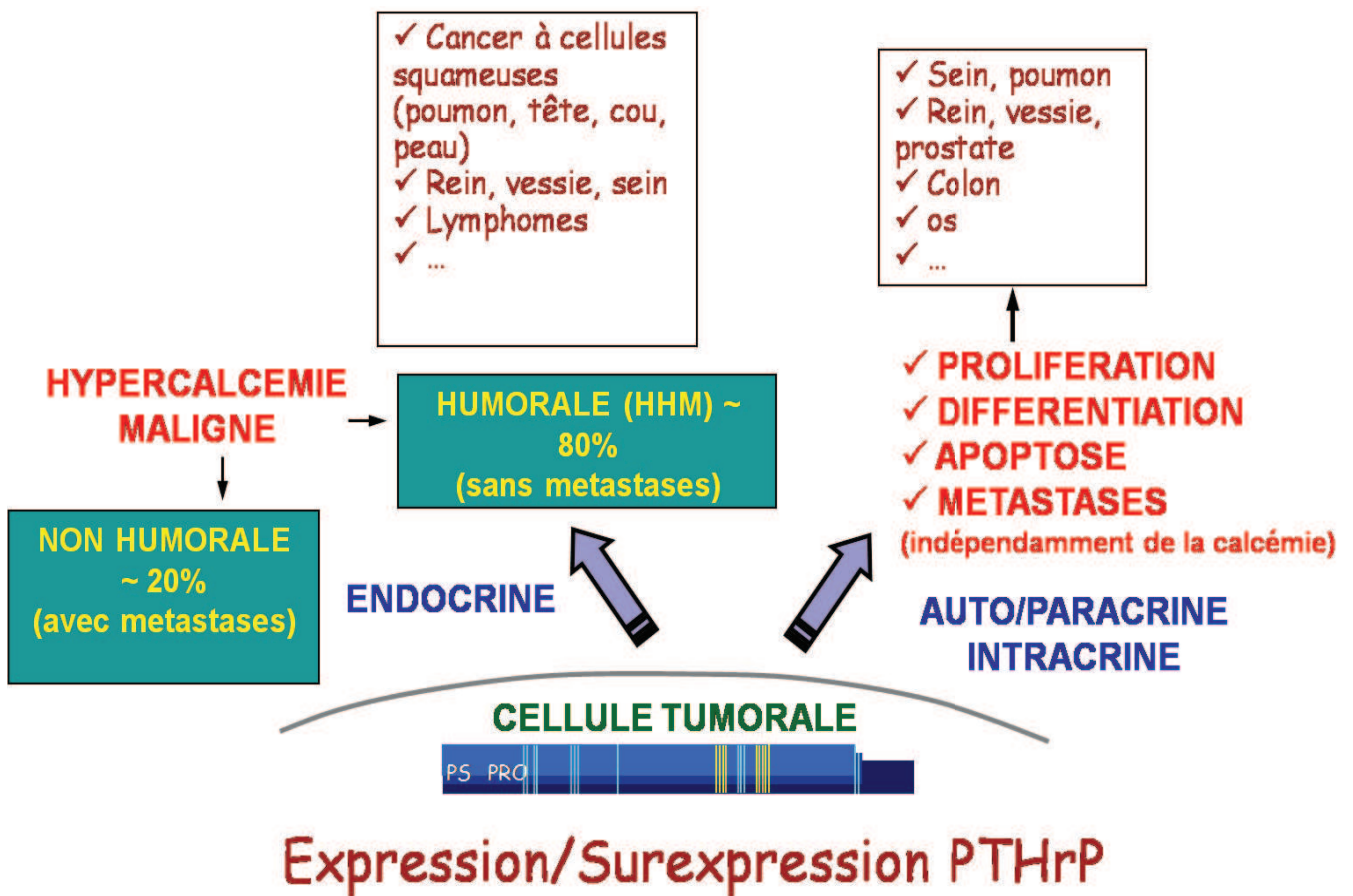 ✓ Cancer à cellules
squameuses
(poumon, tête, cou,
peau)
✓ Rein, vessie, sein
✓ Lymphomes
✓ ...
✓ Sein, poumon
✓ Rein, vessie,
prostate
✓ Colon
✓ os
✓ ...
HYPERCALCEMIE
MALIGNE
HUMORALE (HHM) ~
80%
(sans metastases)
✓ PROLIFERATION
✓ DIFFERENTIATION
✓ APOPTOSE
✓ METASTASES
(indépendamment de la calcémie)
NON HUMORALE
~ 20%
(avec metastases)
ENDOCRINE
AUTO/PARACRINE
INTRACRINE
CELLULE TUMORALE
PS PRO
Expression/Surexpression PTHrP